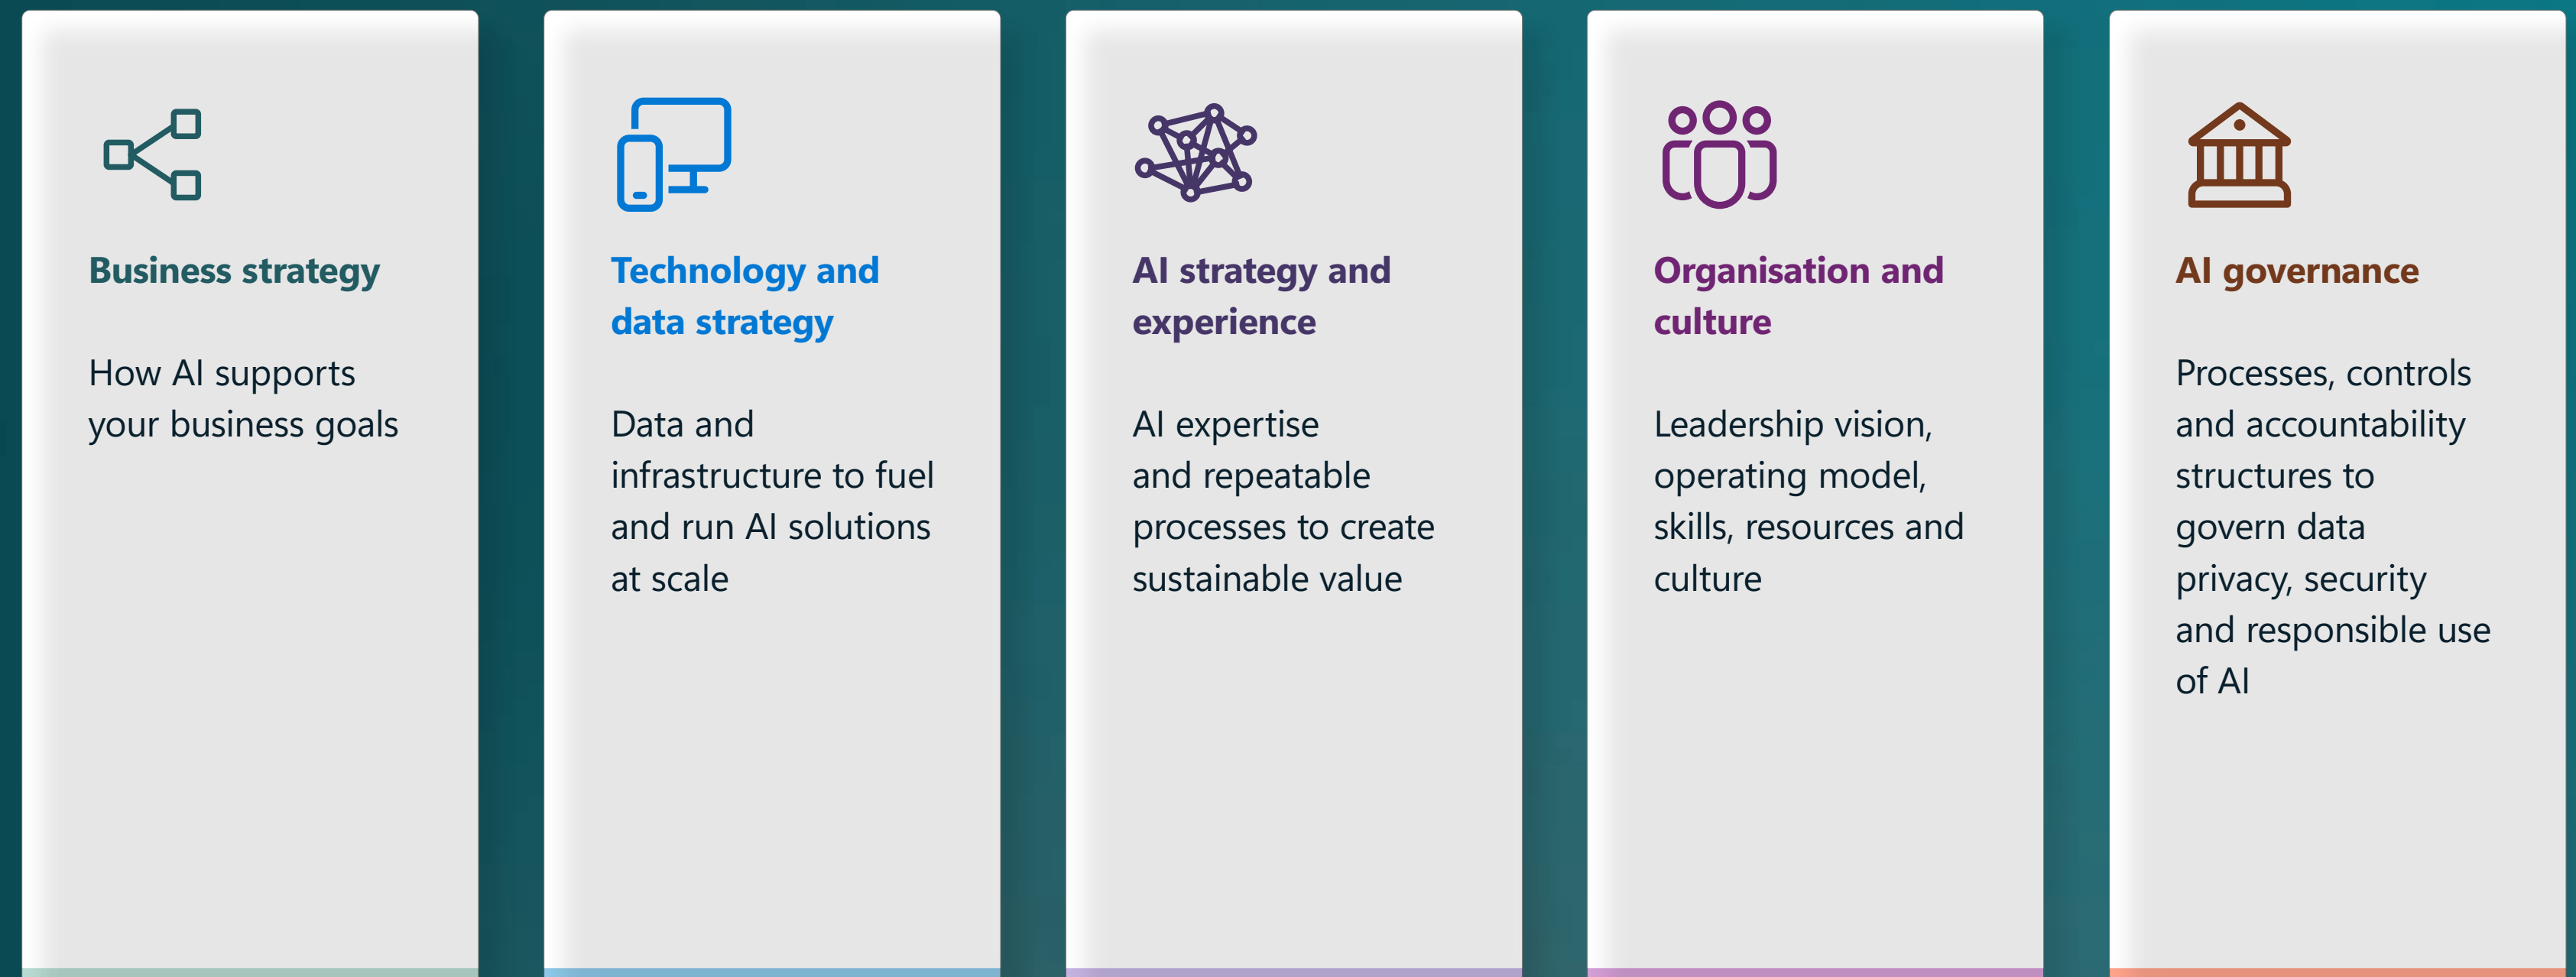 Business strategy
How AI supports
your business goals
Technology and
data strategy
Data and
infrastructure to fuel
and run AI solutions
at scale
AI strategy and
experience
AI expertise
and repeatable
processes to create
sustainable value
Organisation and
culture
Leadership vision,
operating model,
skills, resources and
culture
AI governance
Processes, controls
and accountability
structures to
govern data
privacy, security
and responsible use
of AI